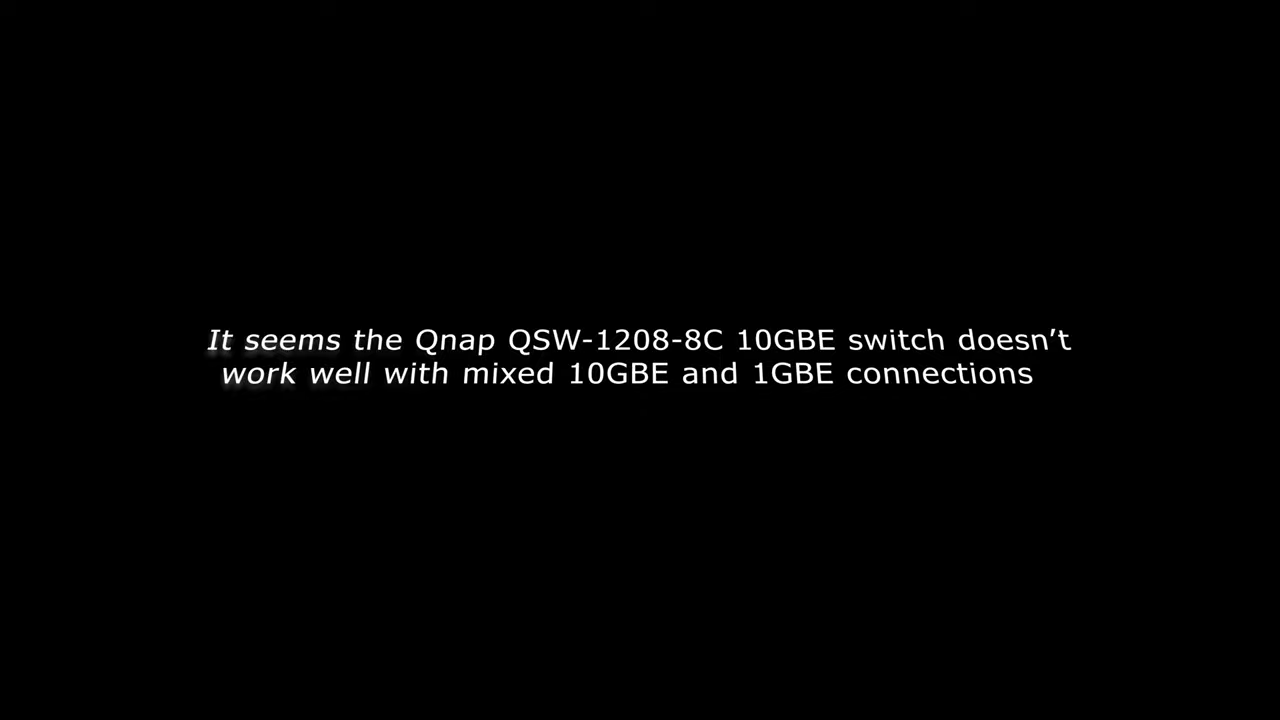 It seems the Qnap QSW-1208-8C 10GBE switch doesn’t
work well with mixed 10GBE and 1GBE connections